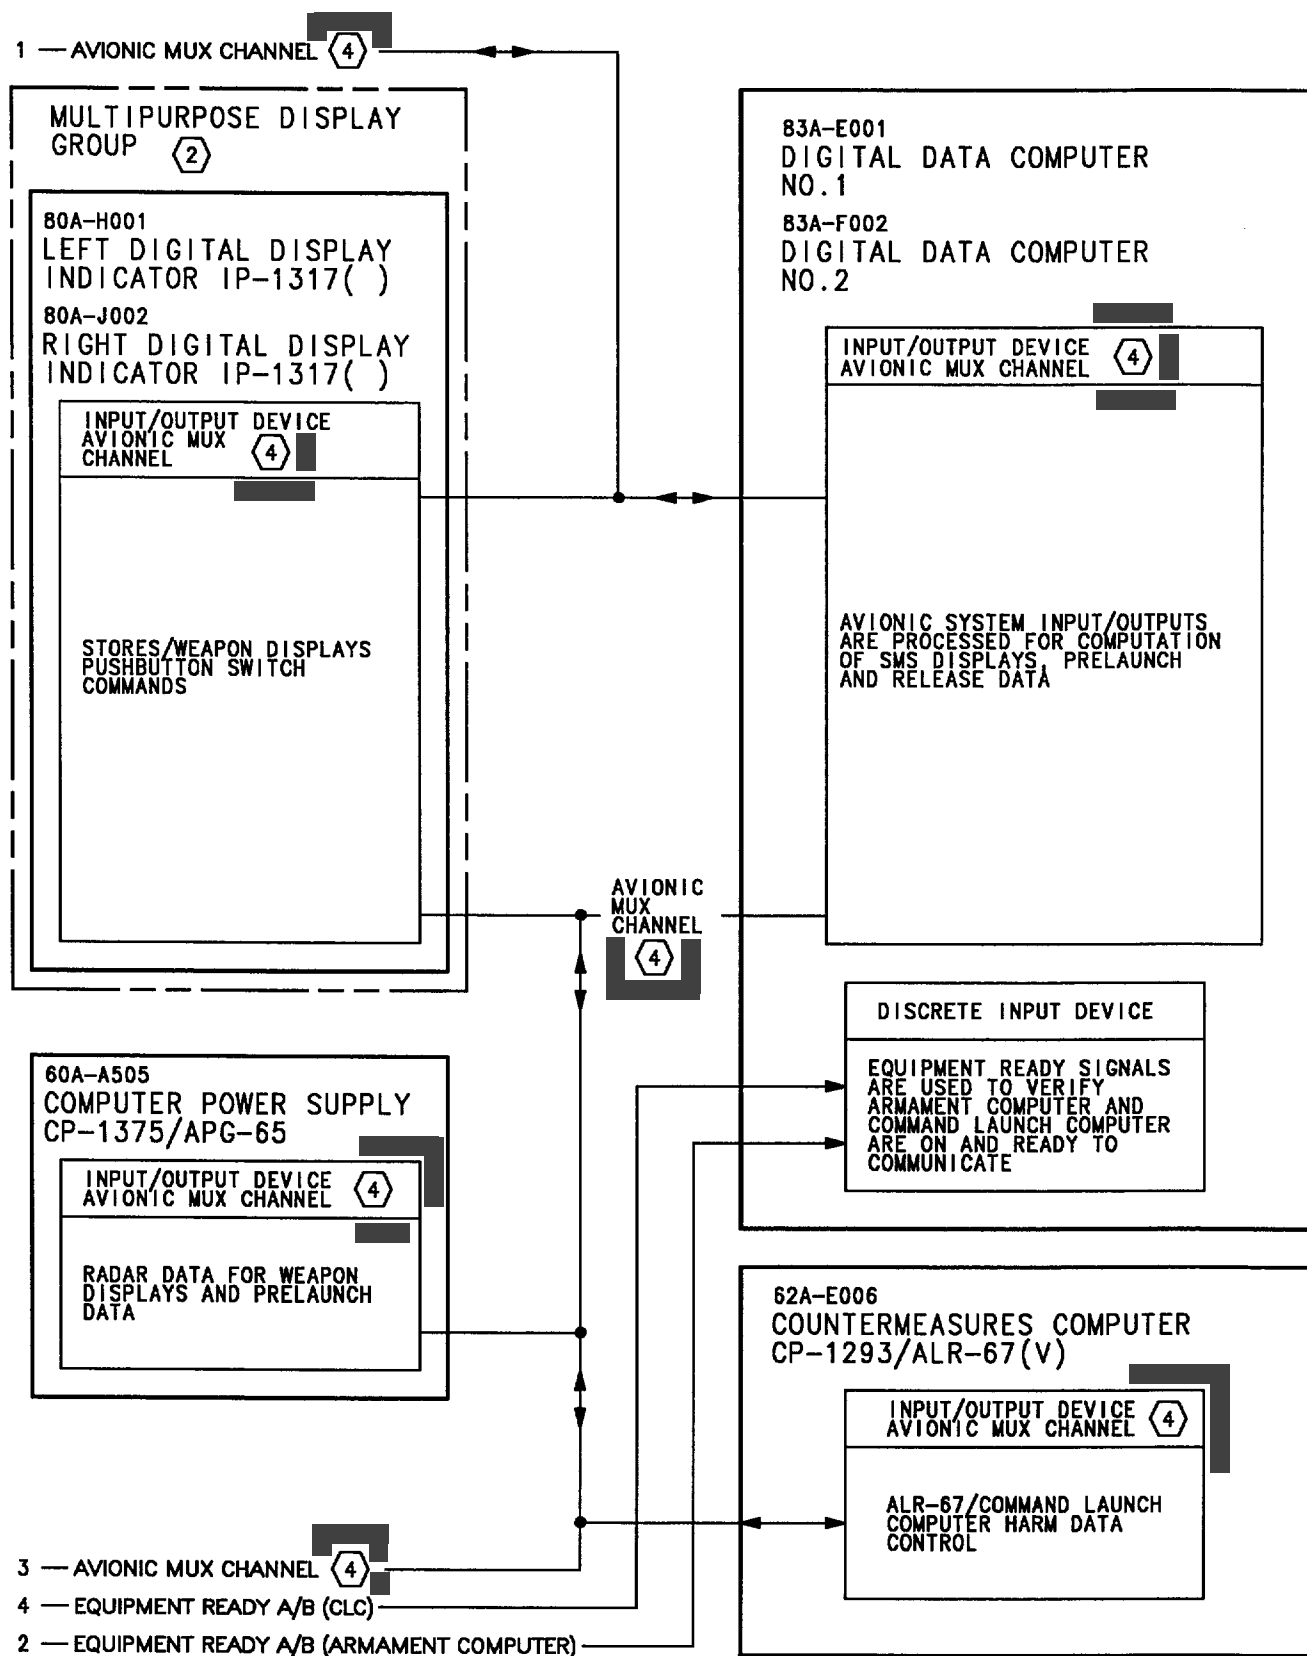 1 — AVIONIC MUX CHANNEL 4
MULTIPURPOSE DISPLAY
GROUP 2
80A-H001
LEFT DIGITAL DISPLAY
INDICATOR IP-1317( )
80A-J002
RIGHT DIGITAL DISPLAY
INDICATOR IP-1317( )
INPUT/OUTPUT DEVICE
AVIONIC MUX
CHANNEL 4
STORES/WEAPON DISPLAYS
PUSHBUTTON SWITCH
COMMANDS
83A-E001
DIGITAL DATA COMPUTER
NO.1
83A-F002
DIGITAL DATA COMPUTER
NO.2
INPUT/OUTPUT DEVICE
AVIONIC MUX CHANNEL 4
AVIONIC SYSTEM INPUT/OUTPUTS
ARE PROCESSED FOR COMPUTATION
OF SMS DISPLAYS, PRELAUNCH
AND RELEASE DATA
AVIONIC
MUX
CHANNEL
4
DISCRETE INPUT DEVICE
EQUIPMENT READY SIGNALS
ARE USED TO VERIFY
ARMAMENT COMPUTER AND
COMMAND LAUNCH COMPUTER
ARE ON AND READY TO
COMMUNICATE
60A-A505
COMPUTER POWER SUPPLY
CP-1375/APG-65
INPUT/OUTPUT DEVICE
AVIONIC MUX CHANNEL 4
RADAR DATA FOR WEAPON
DISPLAYS AND PRELAUNCH
DATA
62A-E006
COUNTERMEASURES COMPUTER
CP-1293/ALR-67(V)
INPUT/OUTPUT DEVICE
AVIONIC MUX CHANNEL 4
ALR-67/COMMAND LAUNCH
COMPUTER HARM DATA
CONTROL
3 — AVIONIC MUX CHANNEL 4
4 — EQUIPMENT READY A/B (CLC)
2 — EQUIPMENT READY A/B (ARMAMENT COMPUTER)